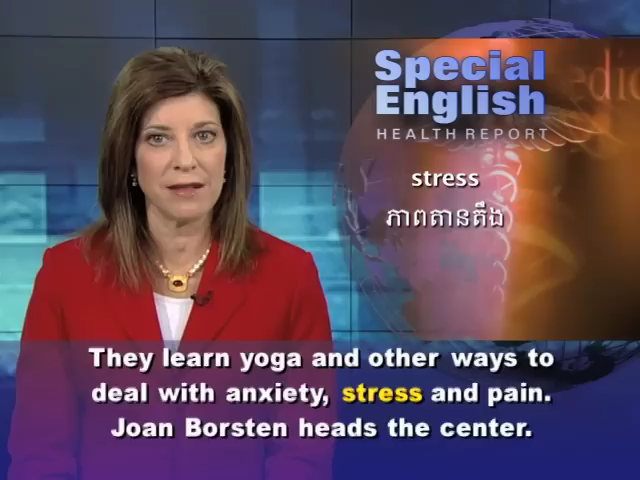 Special
English
HEALTH REPORT
stress
ភាពតានតឹង
They learn yoga and other ways to
deal with anxiety, stress and pain.
Joan Borsten heads the center.